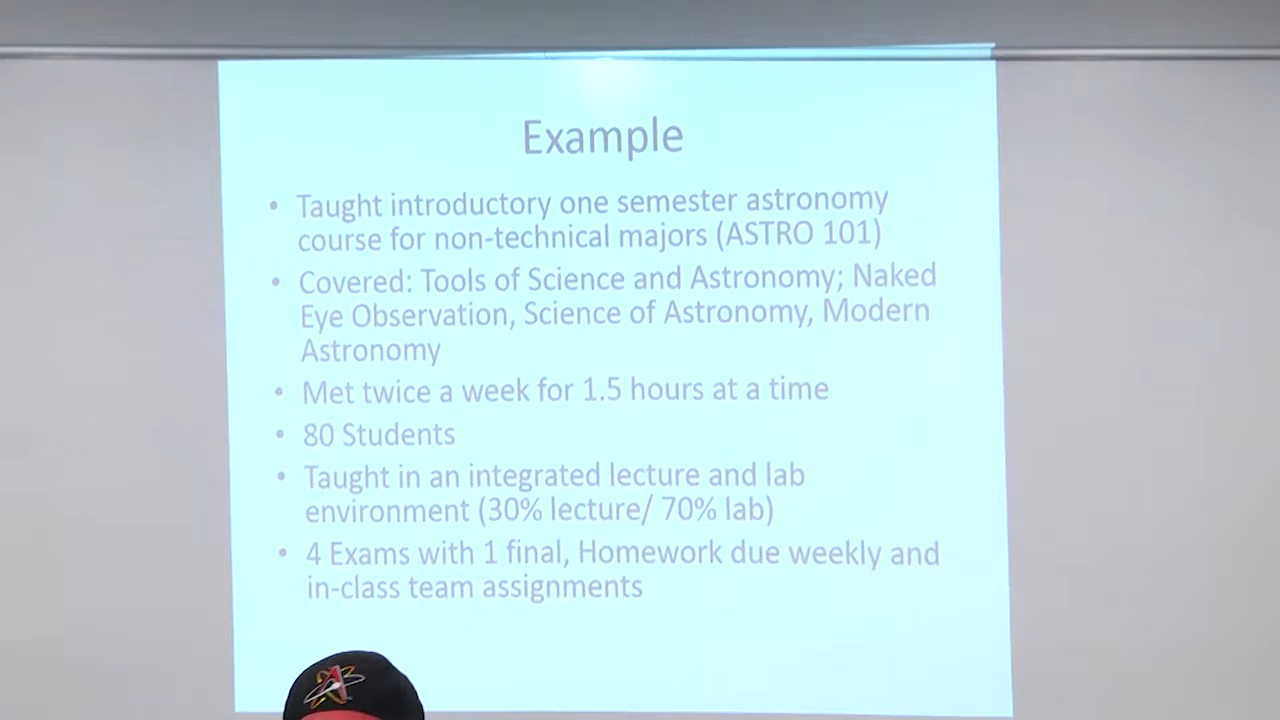 Example
• Taught introductory one semester astronomy
course for non-technical majors (ASTRO 101)
• Covered: Tools of Science and Astronomy; Naked
Eye Observation, Science of Astronomy, Modern
Astronomy
• Met twice a week for 1.5 hours at a time
• 80 Students
• Taught in an integrated lecture and lab
environment (30% lecture/ 70% lab)
• 4 Exams with 1 final, Homework due weekly and
in-class team assignments
A